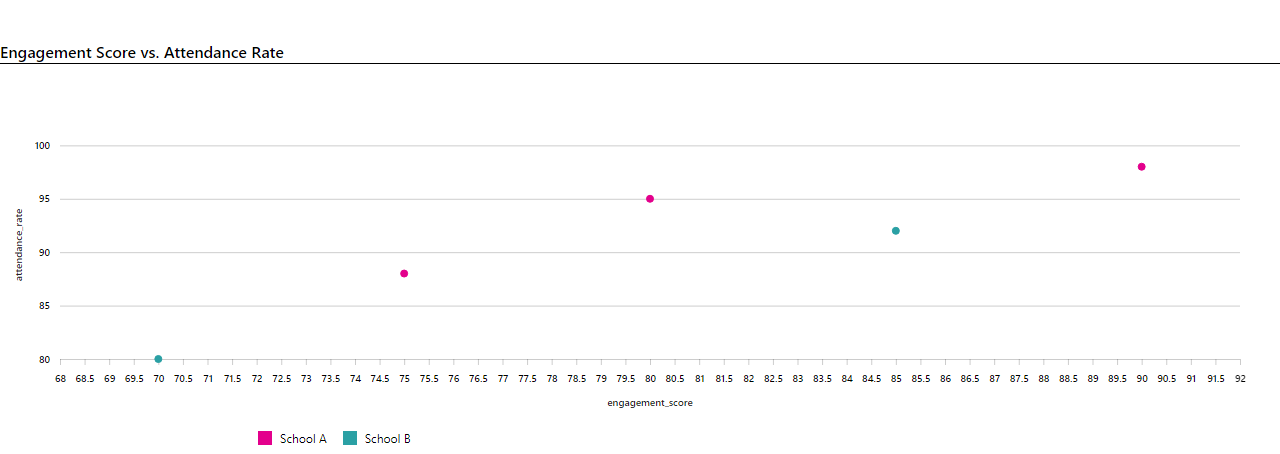 Engagement Score vs. Attendance Rate
100
95
90
85
80
attendance_rate
68 68.5 69 69.5 70 70.5 71 71.5 72 72.5 73 73.5 74 74.5 75 75.5 76 76.5 77 77.5 78 78.5 79 79.5 80 80.5 81 81.5 82 82.5 83 83.5 84 84.5 85 85.5 86 86.5 87 87.5 88 88.5 89 89.5 90 90.5 91 91.5 92
engagement_score
School A School B